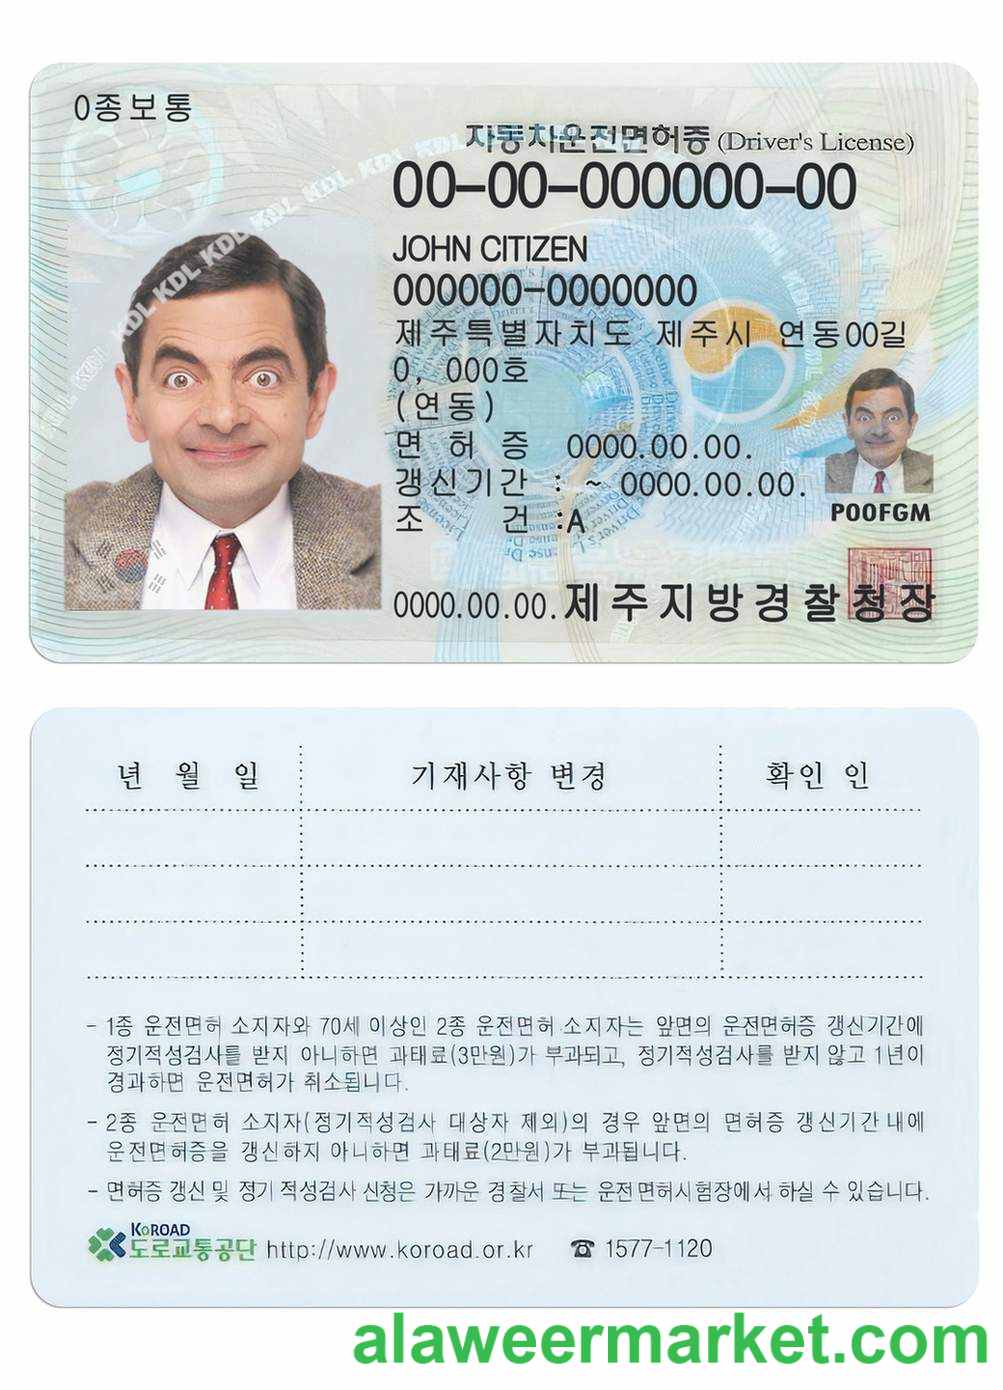 0종보통
자동차운전면허증 (Driver's License)
00-00-000000-00
JOHN CITIZEN
000000-0000000
제주특별자치도 제주시 연동00길
0, 000호
(연동)
면 허 증 0000.00.00.
갱신기간 : ~ 0000.00.00.
조 건 :A
P00FGM
0000.00.00. 제주지방경찰청장
KDL KDL KDL KDL KDL KDL KDL
년 월 일 기재사항 변경 확인 인
- 1종 운전면허 소지자와 70세 이상인 2종 운전면허 소지자는 앞면의 운전면허증 갱신기간에
정기적성검사를 받지 아니하면 과태료(3만원)가 부과되고, 정기적성검사를 받지 않고 1년이
경과하면 운전면허가 취소됩니다.
- 2종 운전면허 소지자(정기적성검사 대상자 제외)의 경우 앞면의 면허증 갱신기간 내에
운전면허증을 갱신하지 아니하면 과태료(2만원)가 부과됩니다.
- 면허증 갱신 및 정기 적성검사 신청은 가까운 경찰서 또는 운전면허시험장에서 하실 수 있습니다.
KoROAD
도로교통공단 http://www.koroad.or.kr ☎ 1577-1120
alaweermarket.com